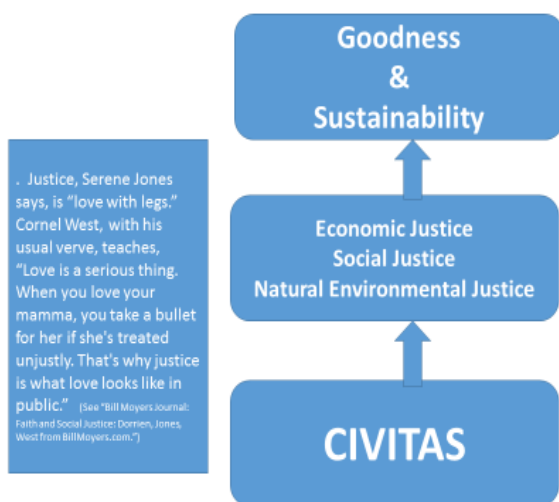 Goodness
&
Sustainability
. Justice, Serene Jones
says, is “love with legs.”
Cornel West, with his
usual verve, teaches,
“Love is a serious thing.
When you love your
mamma, you take a bullet
for her if she's treated
unjustly. That's why justice
is what love looks like in
public.” (See “Bill Moyers Journal:
Faith and Social Justice: Dorrien, Jones,
West from BillMoyers.com.”)
Economic Justice
Social Justice
Natural Environmental Justice
CIVITAS